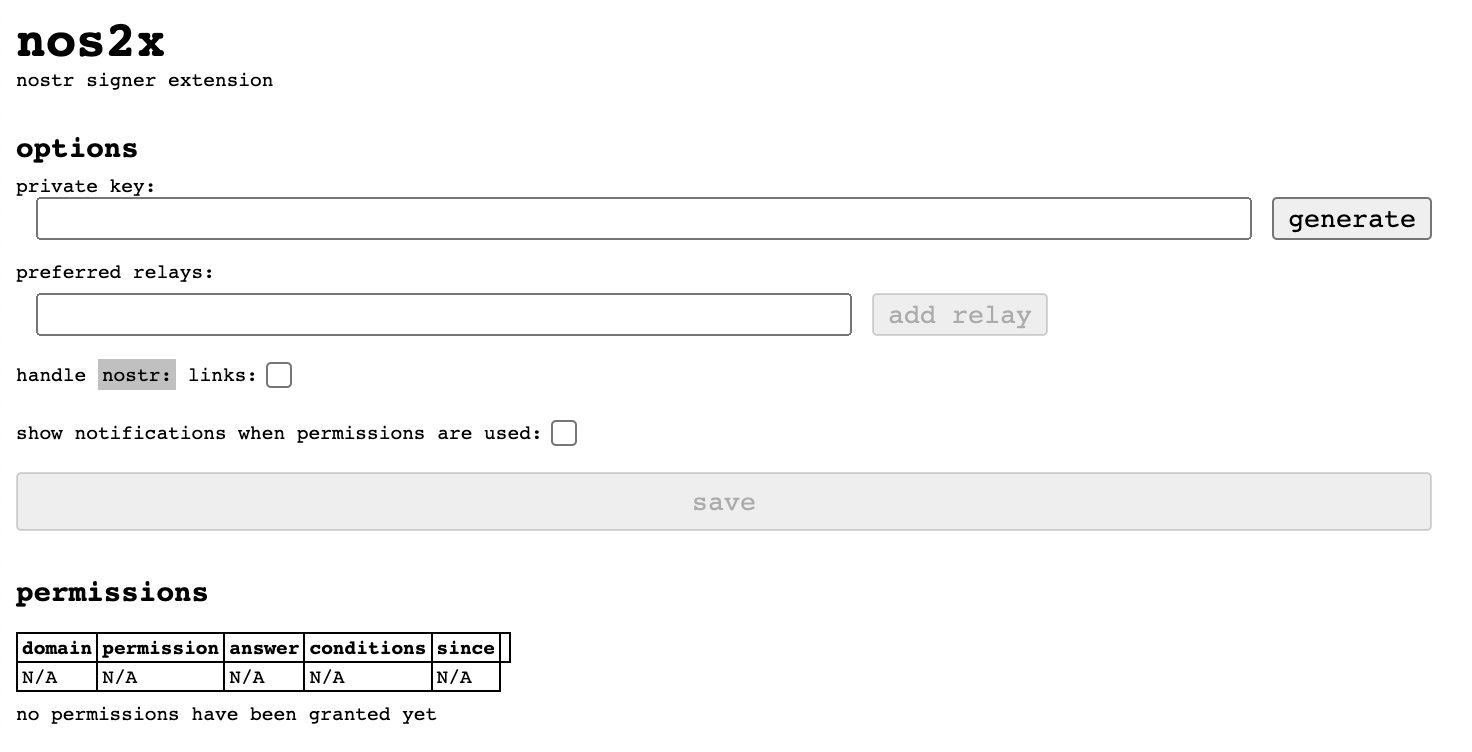 nos2x
nostr signer extension
options
private key:
generate
preferred relays:
add relay
handle nostr: links:
show notifications when permissions are used:
save
permissions
domain permission answer conditions since
N/A N/A N/A N/A N/A
no permissions have been granted yet